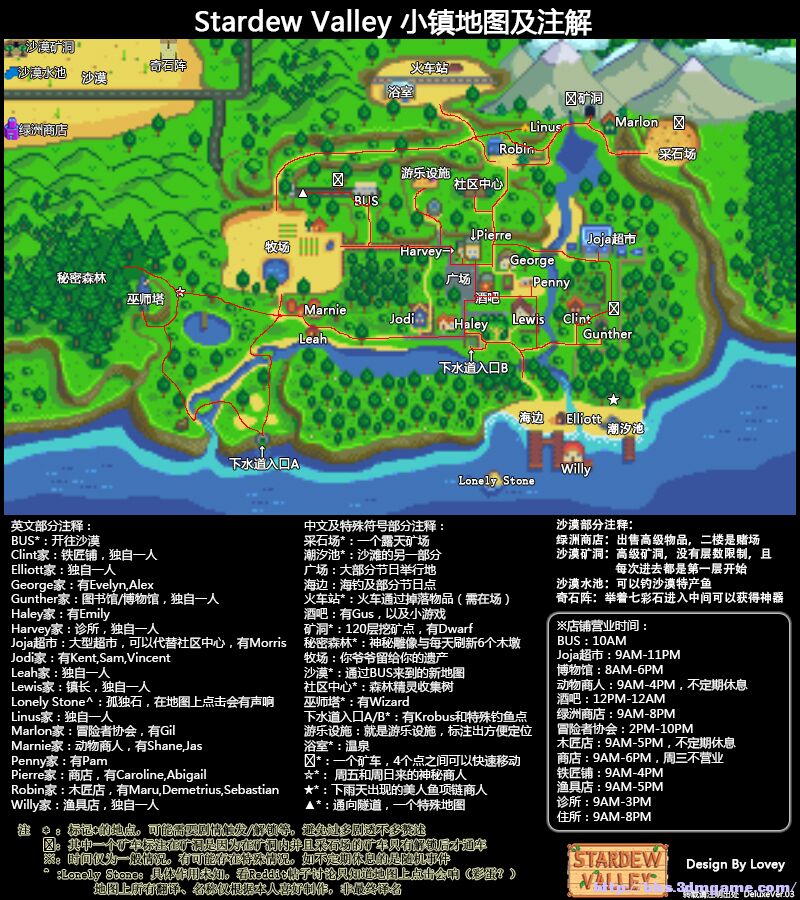 Stardew Valley 小镇地图及注解
沙漠矿洞
沙漠水池
沙漠
奇石阵
绿洲商店
火车站
浴室
矿洞
Linus
Marlon
Robin
采石场
游乐设施
社区中心
▲
BUS
牧场
↓Pierre
Harvey→
Joja超市
George
广场
Penny
秘密森林
巫师塔
☆
酒吧
Marnie
Jodi
Haley
Lewis
Clint
Gunther
Leah
下水道入口B
↑
★
海边
Elliott
潮汐池
下水道入口A
↑
Willy
Lonely Stone
英文部分注释：
BUS*：开往沙漠
Clint家：铁匠铺，独自一人
Elliott家：独自一人
George家：有Evelyn,Alex
Gunther家：图书馆/博物馆，独自一人
Haley家：有Emily
Harvey家：诊所，独自一人
Joja超市：大型超市，可以代替社区中心，有Morris
Jodi家：有Kent,Sam,Vincent
Leah家：独自一人
Lewis家：镇长，独自一人
Lonely Stone^：孤独石，在地图上点击会有声啊
Linus家：独自一人
Marlon家：冒险者协会，有Gil
Marnie家：动物商人，有Shane,Jas
Penny家：有Pam
Pierre家：商店，有Caroline,Abigail
Robin家：木匠店，有Maru,Demetrius,Sebastian
Willy家：渔具店，独自一人
中文及特殊符号部分注释：
采石场*：一个露天矿场
潮汐池*：沙滩的另一部分
广场：大部分节日举行地
海边：海钓及部分节日点
火车站*：火车通过掉落物品（需在场）
酒吧：有Gus，以及小游戏
矿洞*：120层挖矿点，有Dwarf
秘密森林*：神秘雕像与每天刷新6个木墩
牧场：你爷爷留给你的遗产
沙漠*：通过BUS来到的新地图
社区中心*：森林精灵收集树
巫师塔*：有Wizard
下水道入口A/B*：有Krobus和特殊钓鱼点
游乐设施：就是游乐设施，标注出方便定位
浴室*：温泉
*：一个矿车，4个点之间可以快速移动
☆*： 周五和周日来的神秘商人
★*：下雨天出现的美人鱼项链商人
▲*：通向隧道，一个特殊地图
沙漠部分注释：
绿洲商店：出售高级物品，二楼是赌场
沙漠矿洞：高级矿洞，没有层数限制，且
每次进去都是第一层开始
沙漠水池：可以钓沙漠特产鱼
奇石阵：举着七彩石进入中间可以获得神器
※店铺营业时间：
BUS：10AM
Joja超市：9AM-11PM
博物馆：8AM-6PM
动物商人：9AM-4PM，不定期休息
酒吧：12PM-12AM
绿洲商店：9AM-8PM
冒险者协会：2PM-10PM
木匠店：9AM-5PM，不定期休息
商店：9AM-6PM，周三不营业
铁匠铺：9AM-4PM
渔具店：9AM-5PM
诊所：9AM-3PM
住所：9AM-8PM
注 *：标记*的地点，可能需要剧情触发/解锁等，避免过多剧透不多赘述
：其中一个矿车标注在矿洞是因为在矿洞内并且采石场的矿车只有解锁后才通车
※：时间仅为一般情况，有可能存在特殊情况，如不定期休息的是随机事件
^：Lonely Stone：具体作用未知，看Reddit帖子讨论只知道地图上点击会响（彩蛋？）
地图上所有翻译、名称仅根据本人喜好制作，非最终译名
STARDEW
VALLEY
Design By Lovey
http://bbs.3dmgame.com/
转载请注明出处 DeluxeVer.03